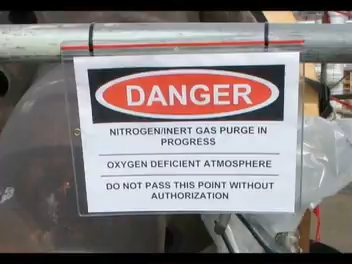 DANGER
NITROGEN/INERT GAS PURGE IN
PROGRESS
OXYGEN DEFICIENT ATMOSPHERE
DO NOT PASS THIS POINT WITHOUT
AUTHORIZATION